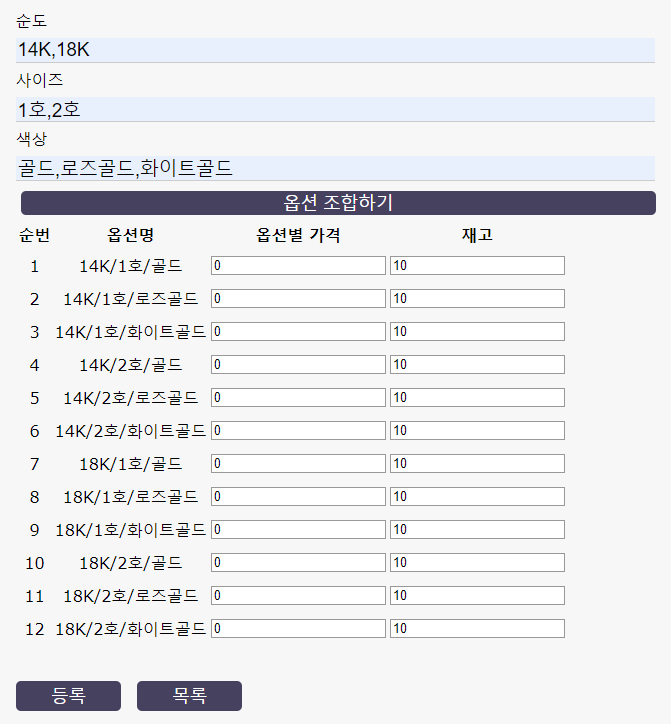 순도
14K,18K
사이즈
1호,2호
색상
골드,로즈골드,화이트골드
옵션 조합하기
순번 옵션명 옵션별 가격 재고
1 14K/1호/골드 0 10
2 14K/1호/로즈골드 0 10
3 14K/1호/화이트골드 0 10
4 14K/2호/골드 0 10
5 14K/2호/로즈골드 0 10
6 14K/2호/화이트골드 0 10
7 18K/1호/골드 0 10
8 18K/1호/로즈골드 0 10
9 18K/1호/화이트골드 0 10
10 18K/2호/골드 0 10
11 18K/2호/로즈골드 0 10
12 18K/2호/화이트골드 0 10
등록 목록